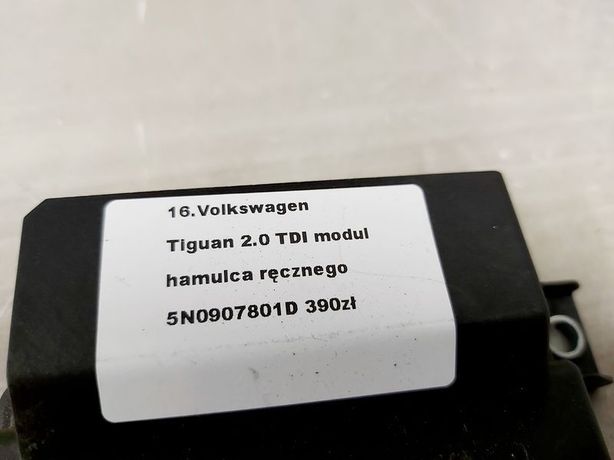 16.Volkswagen
Tiguan 2.0 TDI modul
hamulca ręcznego
5N0907801D 390zł